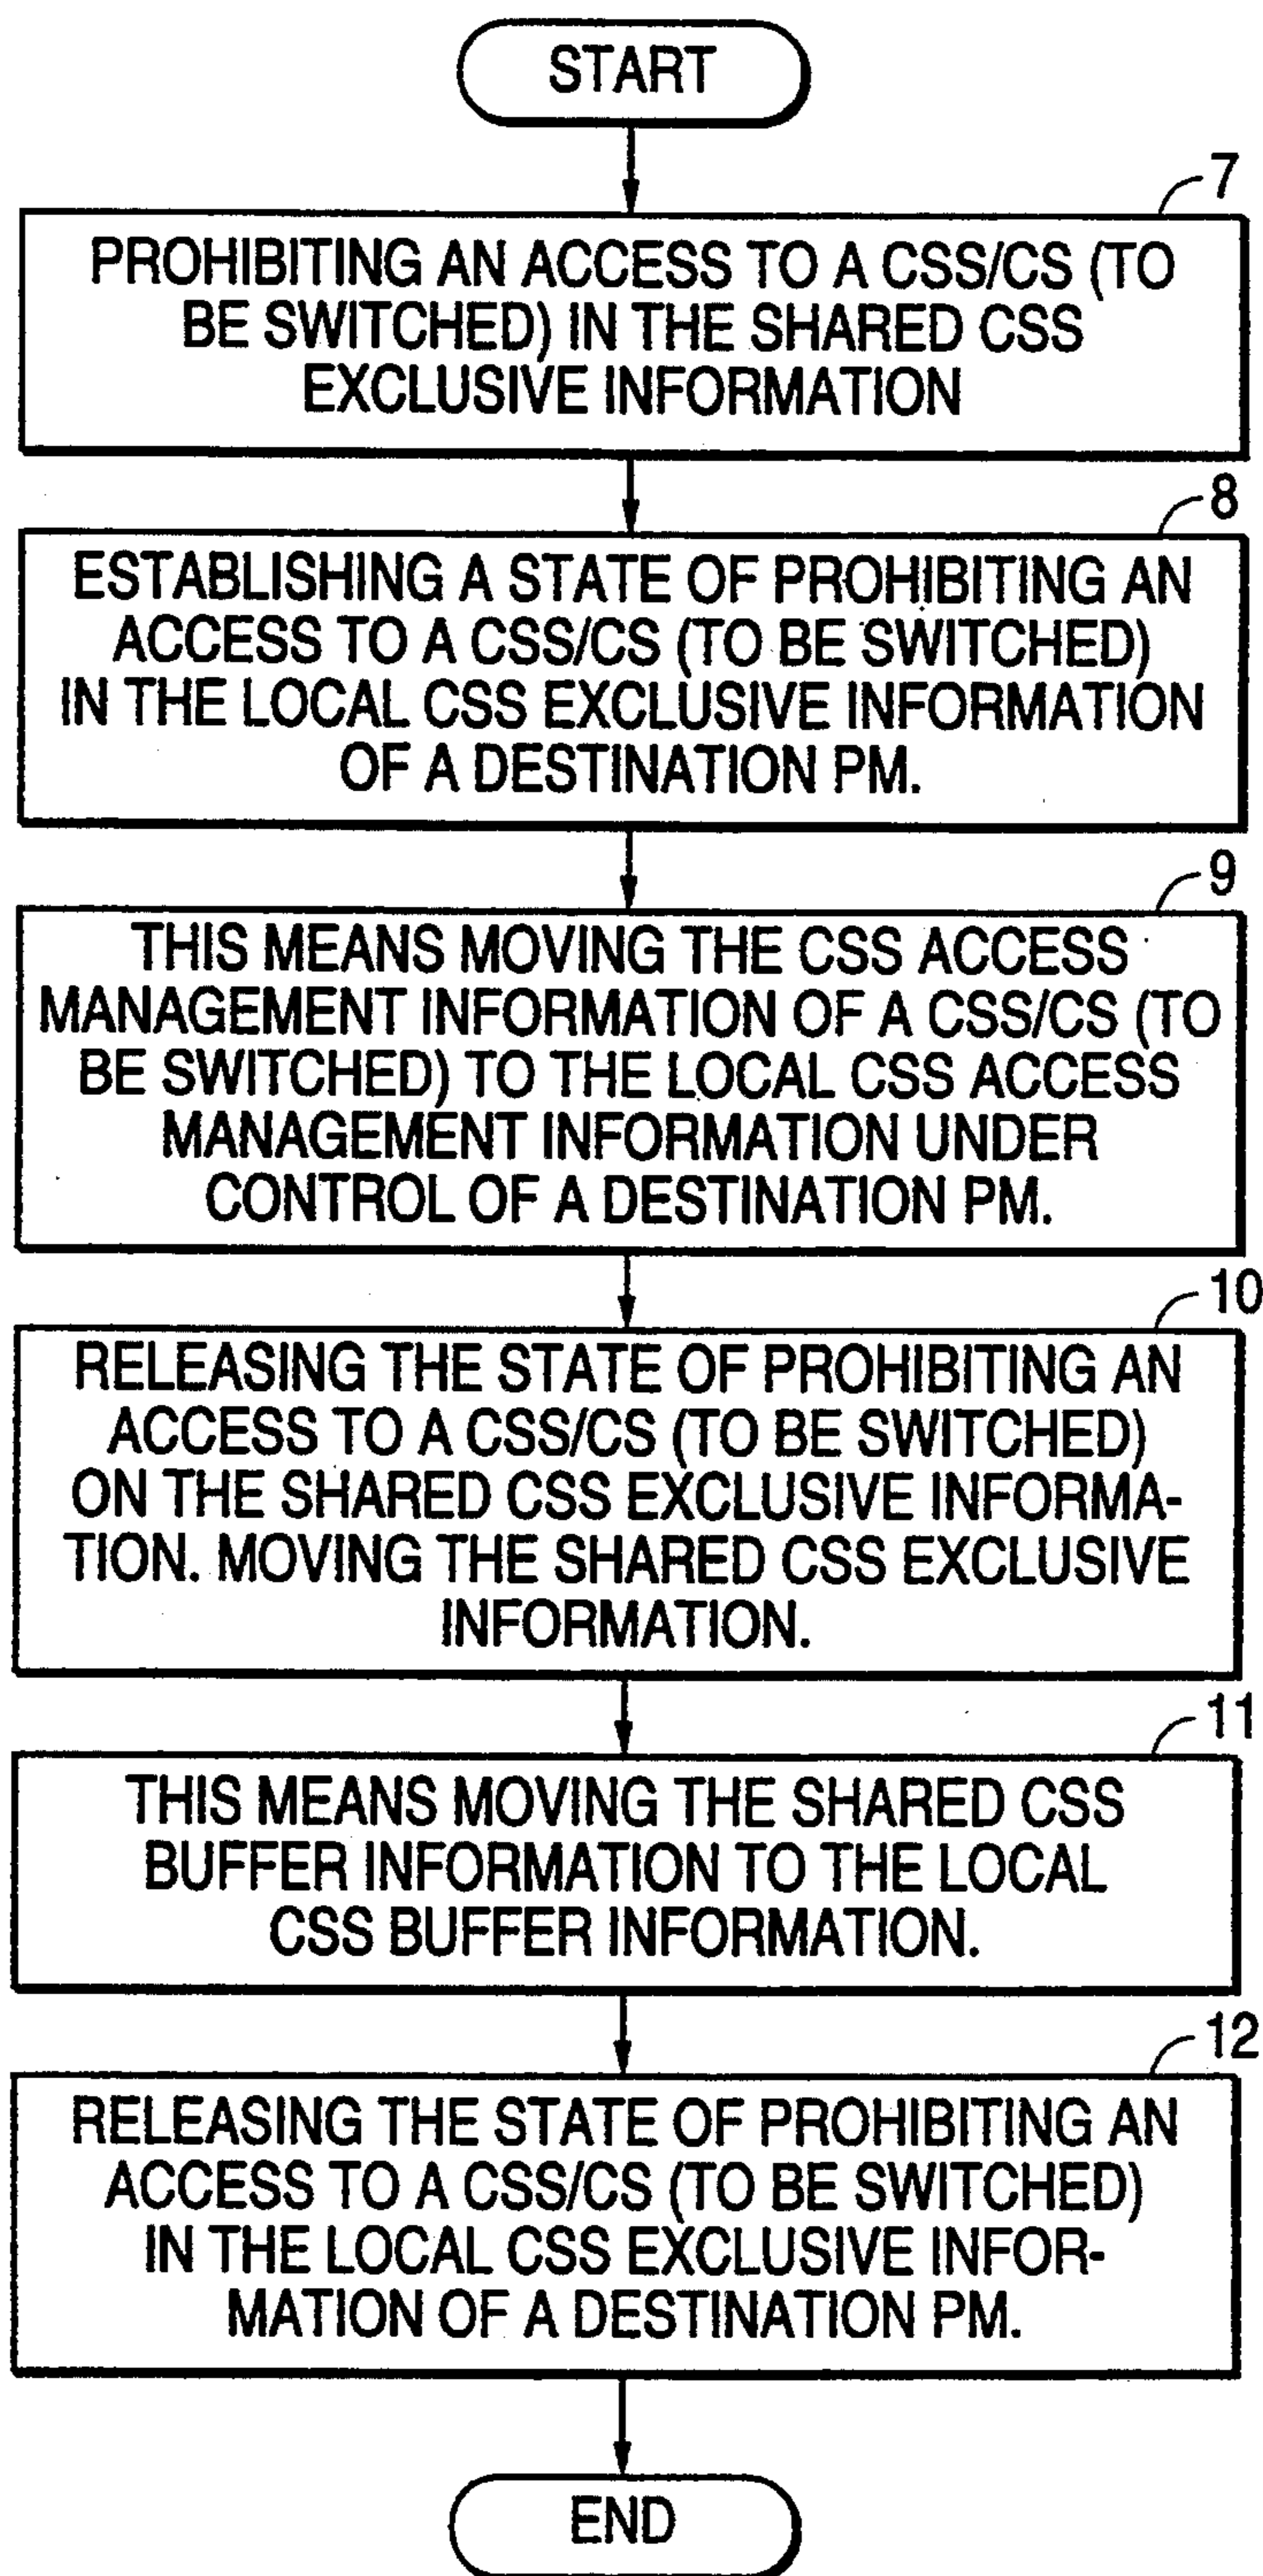 START
7
PROHIBITING AN ACCESS TO A CSS/CS (TO
BE SWITCHED) IN THE SHARED CSS
EXCLUSIVE INFORMATION
8
ESTABLISHING A STATE OF PROHIBITING AN
ACCESS TO A CSS/CS (TO BE SWITCHED)
IN THE LOCAL CSS EXCLUSIVE INFORMATION
OF A DESTINATION PM.
9
THIS MEANS MOVING THE CSS ACCESS
MANAGEMENT INFORMATION OF A CSS/CS (TO
BE SWITCHED) TO THE LOCAL CSS ACCESS
MANAGEMENT INFORMATION UNDER
CONTROL OF A DESTINATION PM.
10
RELEASING THE STATE OF PROHIBITING AN
ACCESS TO A CSS/CS (TO BE SWITCHED)
ON THE SHARED CSS EXCLUSIVE INFORMA-
TION. MOVING THE SHARED CSS EXCLUSIVE
INFORMATION.
11
THIS MEANS MOVING THE SHARED CSS
BUFFER INFORMATION TO THE LOCAL
CSS BUFFER INFORMATION.
12
RELEASING THE STATE OF PROHIBITING AN
ACCESS TO A CSS/CS (TO BE SWITCHED)
IN THE LOCAL CSS EXCLUSIVE INFOR-
MATION OF A DESTINATION PM.
END